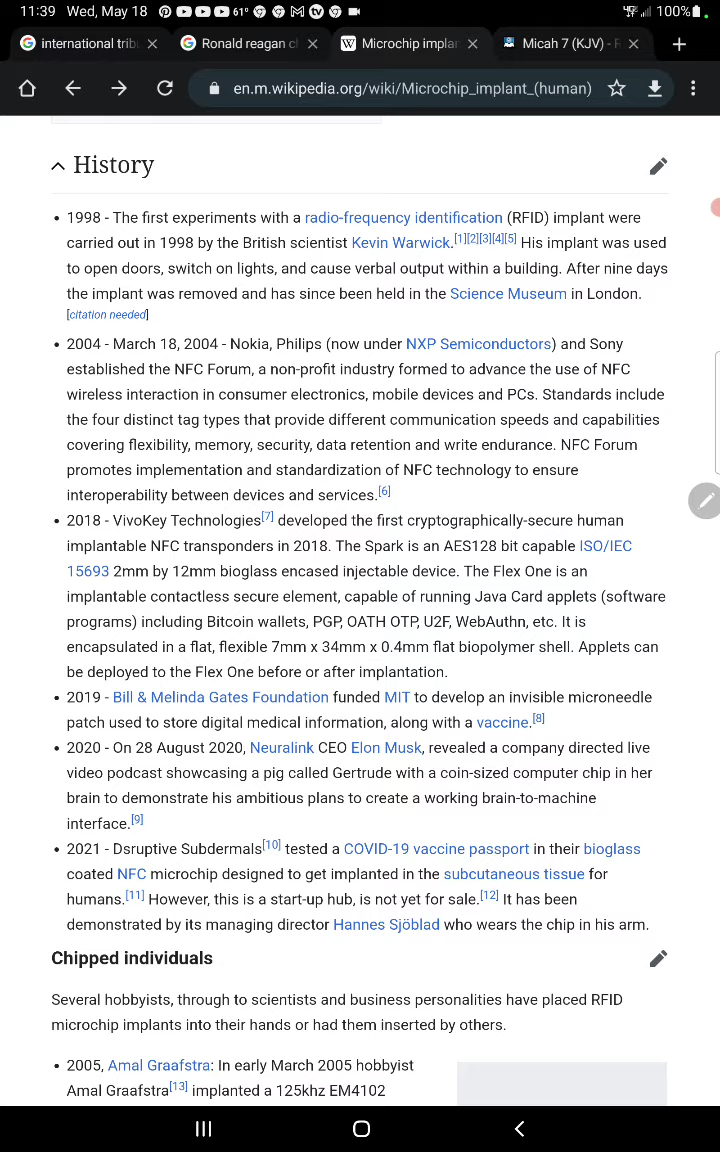 11:39 Wed, May 18 61° 100%
international trib
Ronald reagan c
W Microchip implan
Micah 7 (KJV) - 
en.m.wikipedia.org/wiki/Microchip_implant_(human)
History
• 1998 - The first experiments with a radio-frequency identification (RFID) implant were
carried out in 1998 by the British scientist Kevin Warwick.[1][2][3][4][5] His implant was used
to open doors, switch on lights, and cause verbal output within a building. After nine days
the implant was removed and has since been held in the Science Museum in London.
[citation needed]
• 2004 - March 18, 2004 - Nokia, Philips (now under NXP Semiconductors) and Sony
established the NFC Forum, a non-profit industry formed to advance the use of NFC
wireless interaction in consumer electronics, mobile devices and PCs. Standards include
the four distinct tag types that provide different communication speeds and capabilities
covering flexibility, memory, security, data retention and write endurance. NFC Forum
promotes implementation and standardization of NFC technology to ensure
interoperability between devices and services.[6]
• 2018 - VivoKey Technologies[7] developed the first cryptographically-secure human
implantable NFC transponders in 2018. The Spark is an AES128 bit capable ISO/IEC
15693 2mm by 12mm bioglass encased injectable device. The Flex One is an
implantable contactless secure element, capable of running Java Card applets (software
programs) including Bitcoin wallets, PGP, OATH OTP, U2F, WebAuthn, etc. It is
encapsulated in a flat, flexible 7mm x 34mm x 0.4mm flat biopolymer shell. Applets can
be deployed to the Flex One before or after implantation.
• 2019 - Bill & Melinda Gates Foundation funded MIT to develop an invisible microneedle
patch used to store digital medical information, along with a vaccine.[8]
• 2020 - On 28 August 2020, Neuralink CEO Elon Musk, revealed a company directed live
video podcast showcasing a pig called Gertrude with a coin-sized computer chip in her
brain to demonstrate his ambitious plans to create a working brain-to-machine
interface.[9]
• 2021 - Dsruptive Subdermals[10] tested a COVID-19 vaccine passport in their bioglass
coated NFC microchip designed to get implanted in the subcutaneous tissue for
humans.[11] However, this is a start-up hub, is not yet for sale.[12] It has been
demonstrated by its managing director Hannes Sjöblad who wears the chip in his arm.
Chipped individuals
Several hobbyists, through to scientists and business personalities have placed RFID
microchip implants into their hands or had them inserted by others.
• 2005, Amal Graafstra: In early March 2005 hobbyist
Amal Graafstra[13] implanted a 125khz EM4102